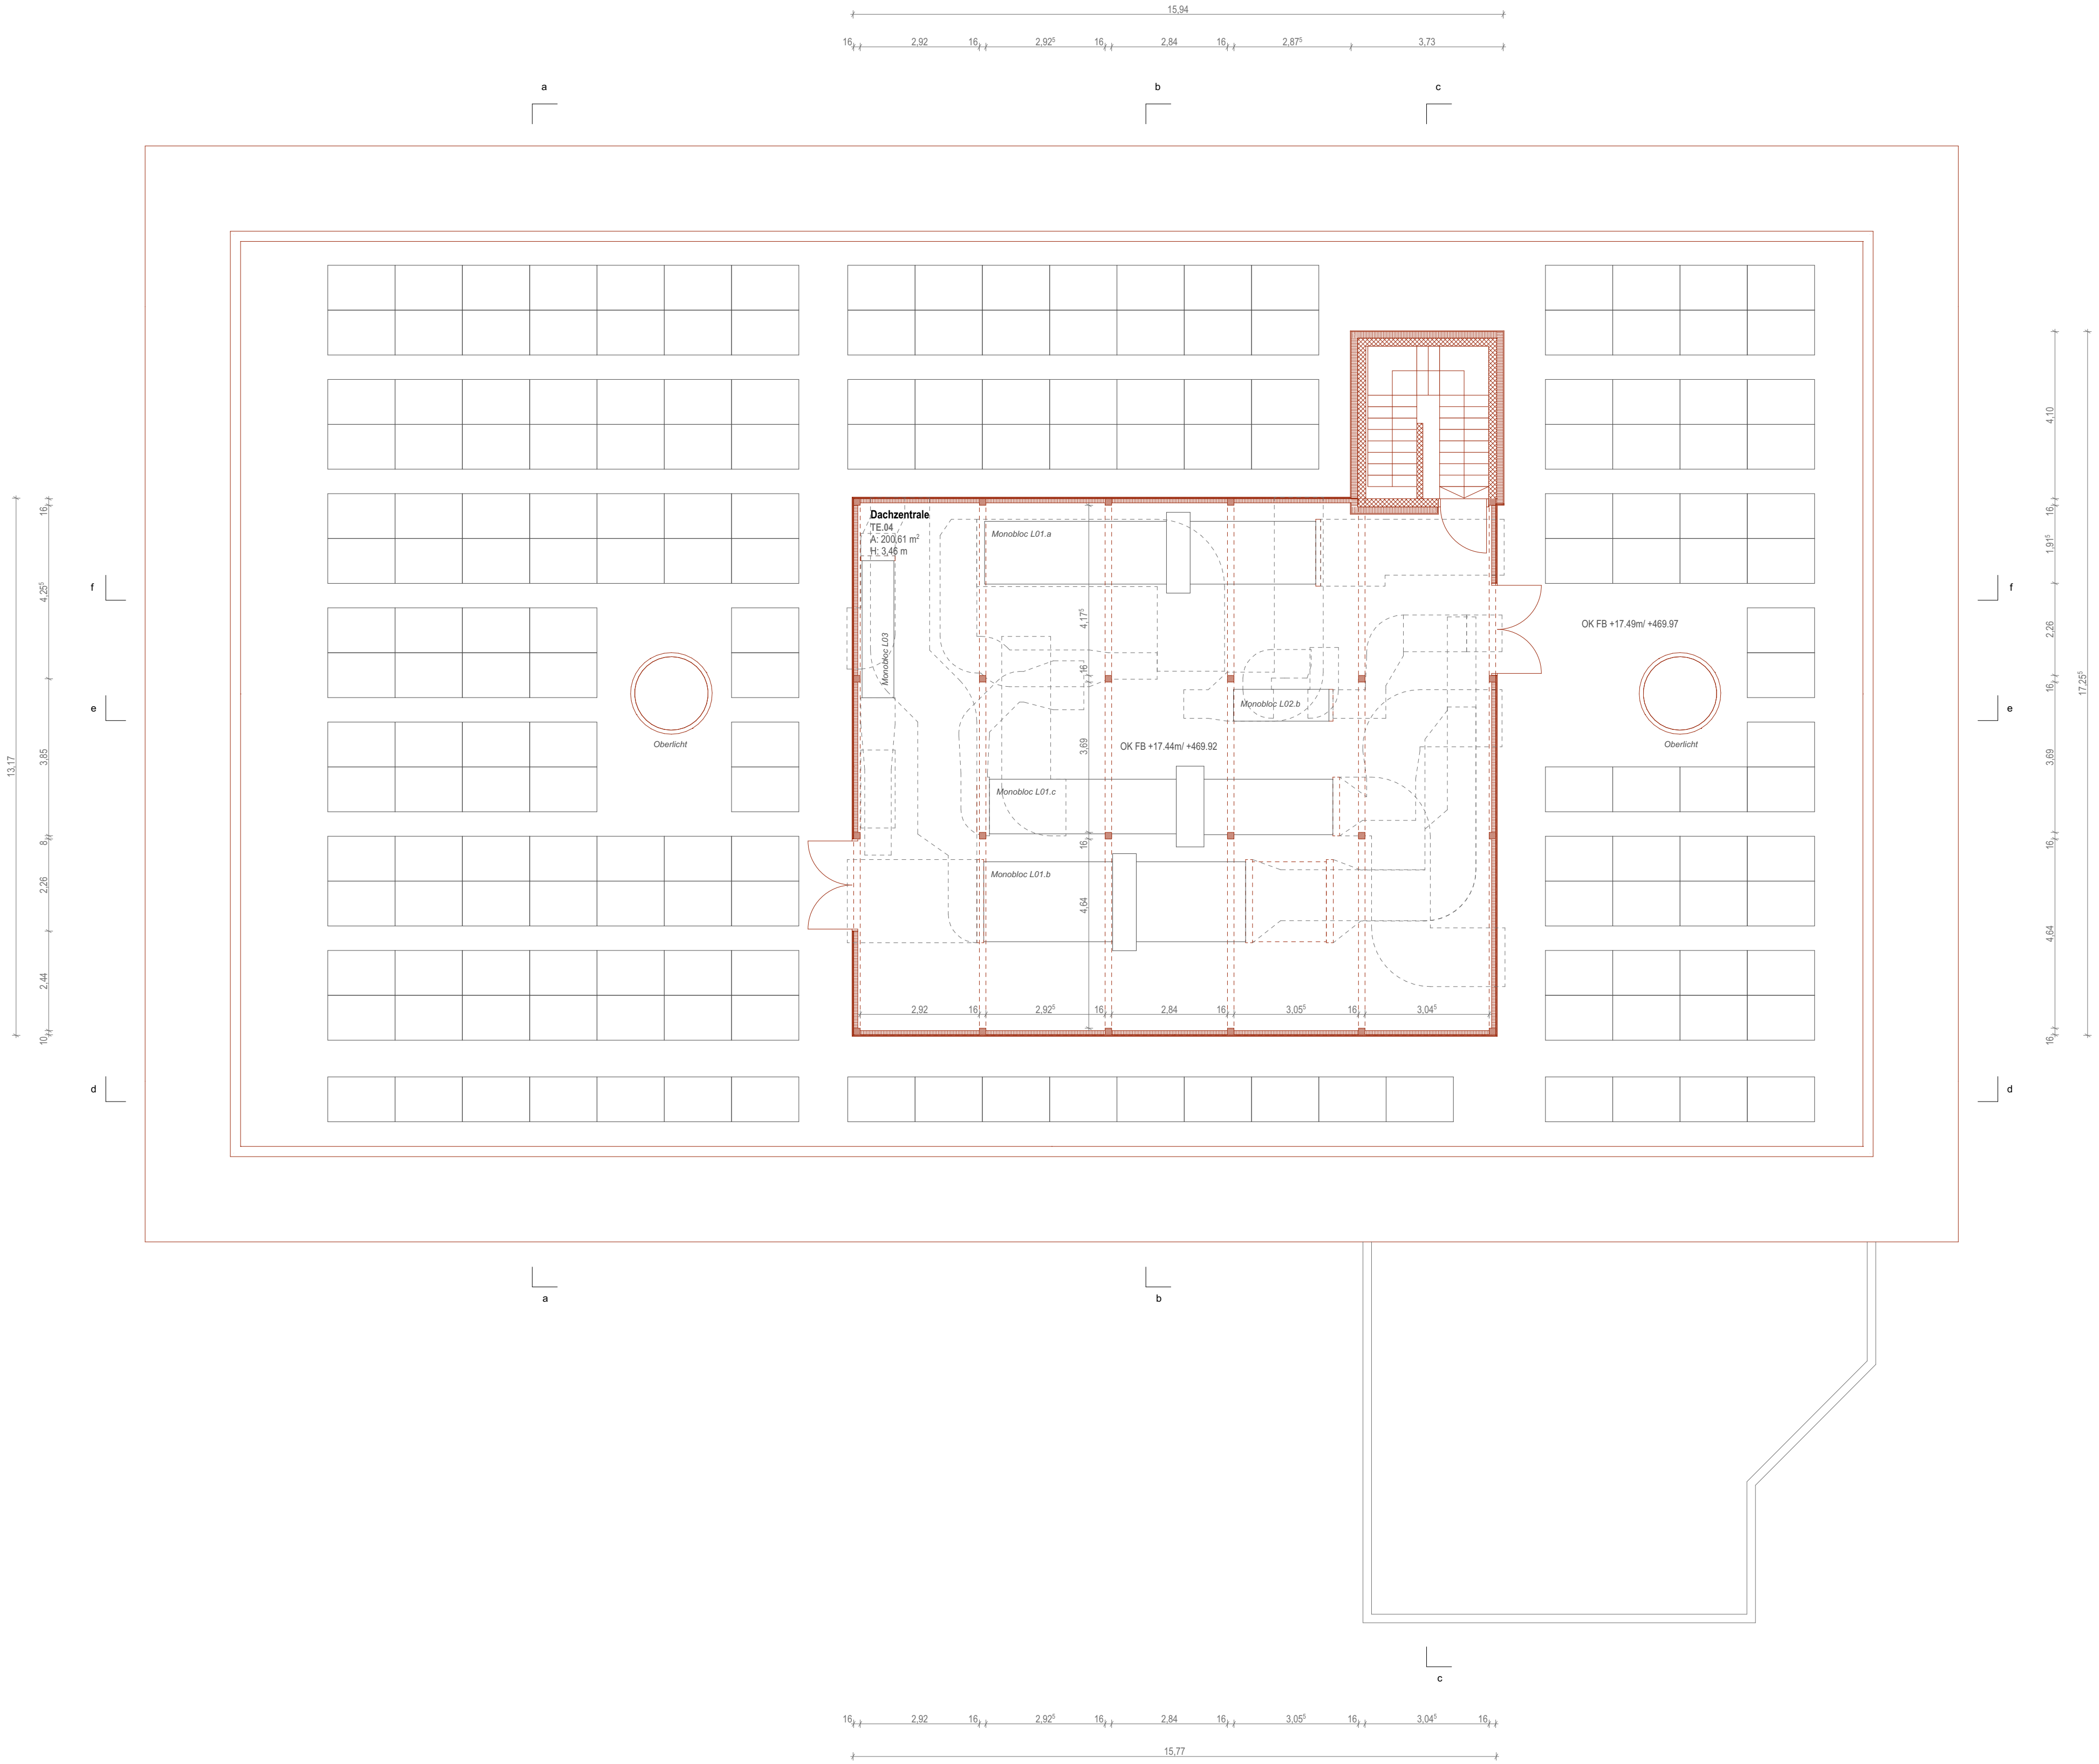 15,94
16 2,92 16 2,92⁵ 16 2,84 16 2,87⁵ 3,73
a b c
Dachzentrale
TE.04
A: 200,61 m²
H: 3,46 m
Monobloc L01.a
Monobloc L03
Monobloc L02.b
Monobloc L01.c
Monobloc L01.b
OK FB +17.44m/ +469.92
OK FB +17.49m/ +469.97
Oberlicht
Oberlicht
f
e
d
f
e
d
13,17
16
4,25⁵
3,85
8
2,26
2,44
10
4,17⁵
16
3,69
16
4,64
2,92 16 2,92⁵ 16 2,84 16 3,05⁵ 16 3,04⁵
4,10
16
1,91⁵
2,26
16
3,69
16
4,64
16
17,25⁵
a b
c
16 2,92 16 2,92⁵ 16 2,84 16 3,05⁵ 16 3,04⁵ 16
15,77